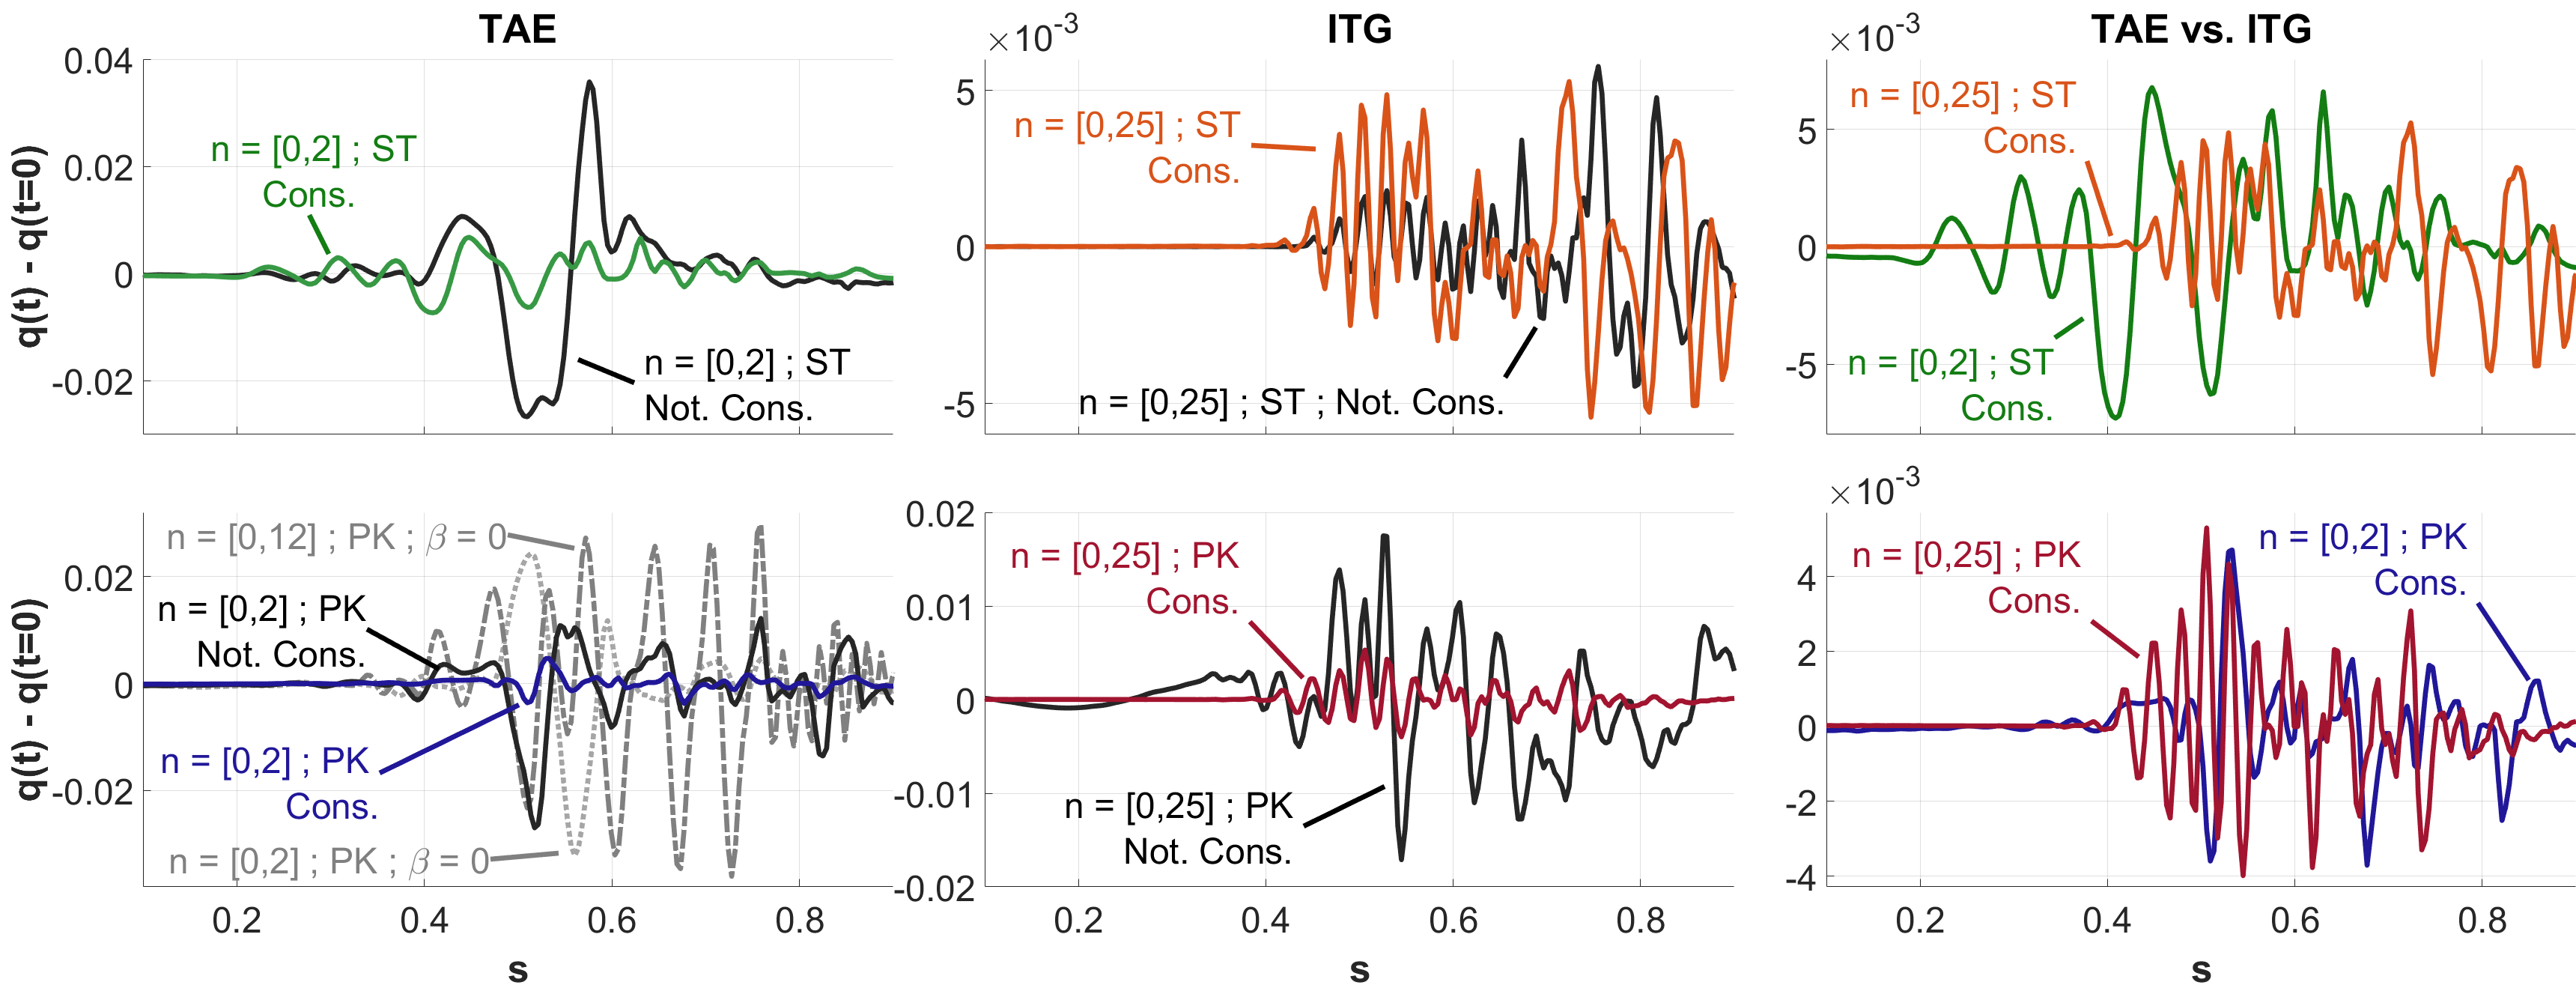 TAE
ITG
TAE vs. ITG
×10^-3
×10^-3
q(t) - q(t=0)
0.04
0.02
0
-0.02
n = [0,2] ; ST
Cons.
n = [0,2] ; ST
Not. Cons.
5
0
-5
n = [0,25] ; ST
Cons.
n = [0,25] ; ST ; Not. Cons.
5
0
-5
n = [0,25] ; ST
Cons.
n = [0,2] ; ST
Cons.
q(t) - q(t=0)
0.02
0
-0.02
n = [0,12] ; PK ; β = 0
n = [0,2] ; PK
Not. Cons.
n = [0,2] ; PK
Cons.
n = [0,2] ; PK ; β = 0
0.2
0.4
0.6
0.8
s
0.02
0.01
0
-0.01
-0.02
n = [0,25] ; PK
Cons.
n = [0,25] ; PK
Not. Cons.
0.2
0.4
0.6
0.8
s
×10^-3
4
2
0
-2
-4
n = [0,25] ; PK
Cons.
n = [0,2] ; PK
Cons.
0.2
0.4
0.6
0.8
s